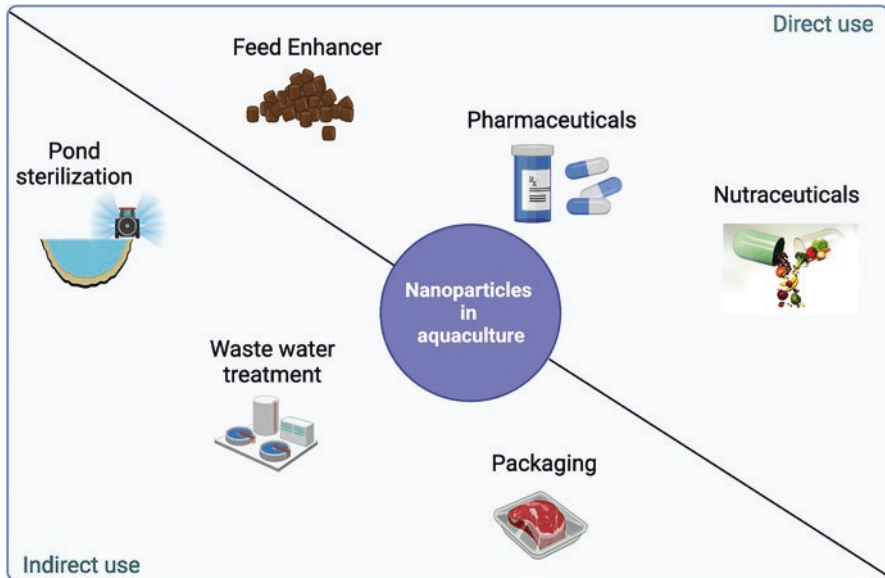 Direct use
Feed Enhancer
Pharmaceuticals
Pond
sterilization
Nutraceuticals
Nanoparticles
in
aquaculture
Waste water
treatment
Packaging
Indirect use